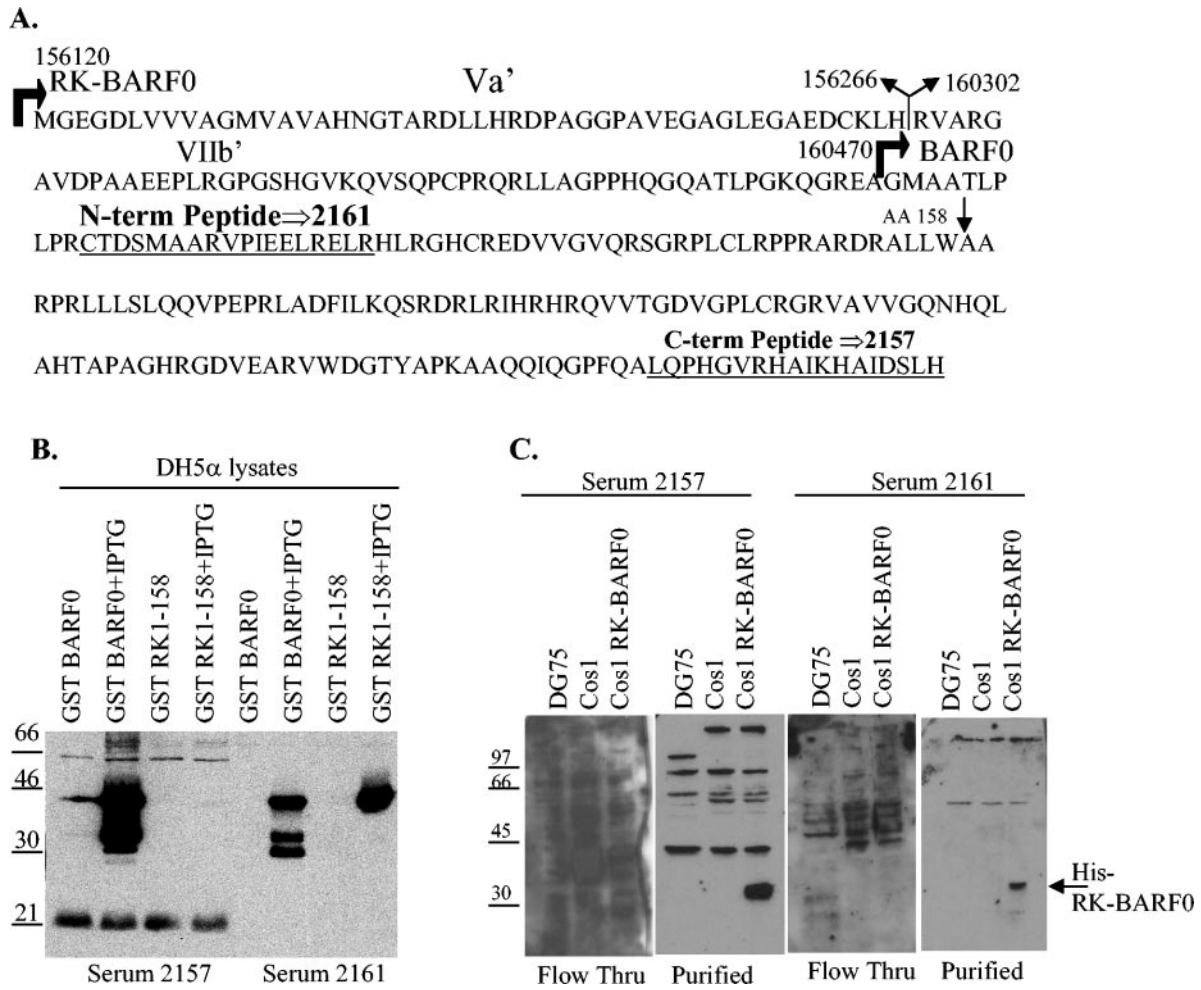 A.
156120
RK-BARF0
Va’
156266
160302
MGEGDLVVVAGMVAVAHNGTARDLLHRDPAGGPAVEGAGLEGAEDCKLHRVARG
VIIb’
160470
BARF0
AVDPAAEEPLRGPGSHGVKQVSQPCPRQRLLAGPPHQGQATLPGKQGREAGMAATLP
N-term Peptide⇒2161
AA 158
LPRCTDSMAARVPIEELRELRHLRGHCREDVVGVQRSGRPLCLRPPRARDRALLWAA
RPRLLLSLQQVPEPRLADFILKQSRDRLRIHRHRQVVTGDVGPLCRGRVAVVGQNHQL
C-term Peptide ⇒2157
AHTAPAGHRGDVEARVWDGTYAPKAAQQIQGPFQALQPHGVRHAIKHAIDSLH
B.
DH5α lysates
GST BARF0
GST BARF0+IPTG
GST RK1-158
GST RK1-158+IPTG
GST BARF0
GST BARF0+IPTG
GST RK1-158
GST RK1-158+IPTG
66
46
30
21
Serum 2157
Serum 2161
C.
Serum 2157
Serum 2161
DG75
Cos1
Cos1 RK-BARF0
DG75
Cos1
Cos1 RK-BARF0
DG75
Cos1
Cos1 RK-BARF0
DG75
Cos1
Cos1 RK-BARF0
97
66
45
30
His-
RK-BARF0
Flow Thru
Purified
Flow Thru
Purified